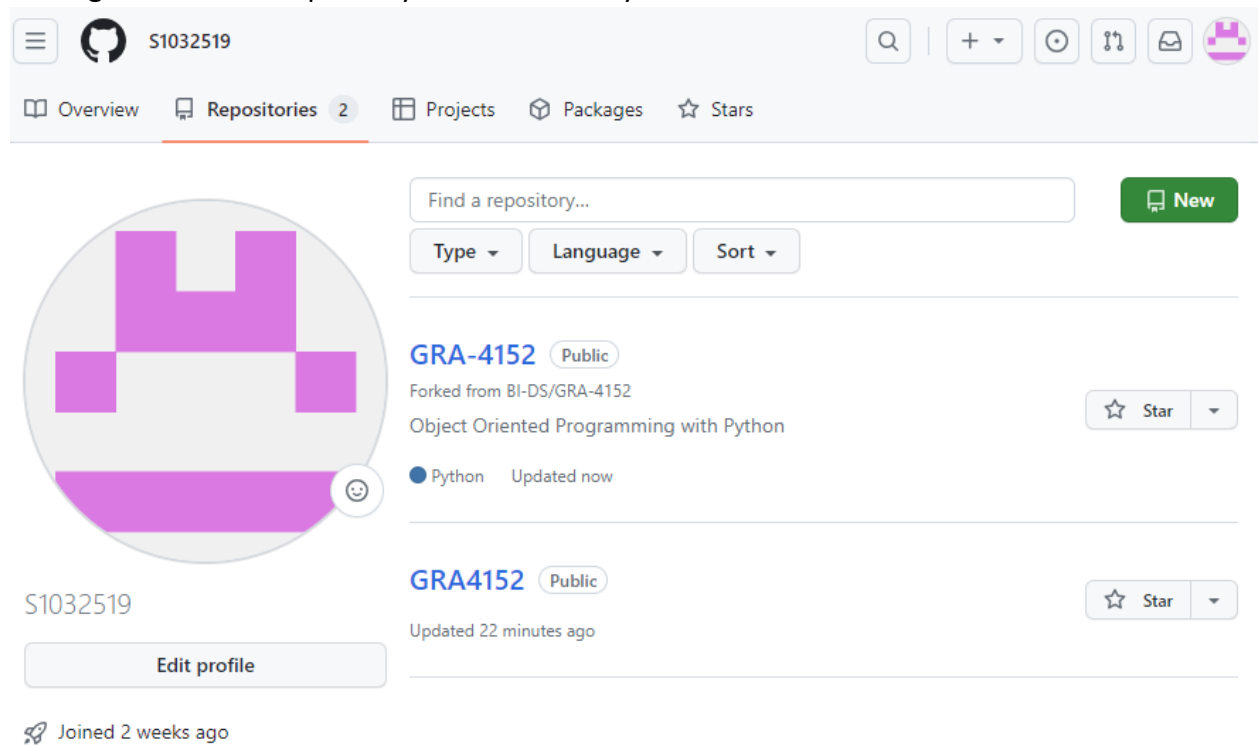 S1032519
Overview Repositories 2 Projects Packages Stars
Find a repository... New
Type Language Sort
GRA-4152 Public
Forked from BI-DS/GRA-4152
Star
Object Oriented Programming with Python
Python Updated now
GRA4152 Public
Star
Updated 22 minutes ago
S1032519
Edit profile
Joined 2 weeks ago